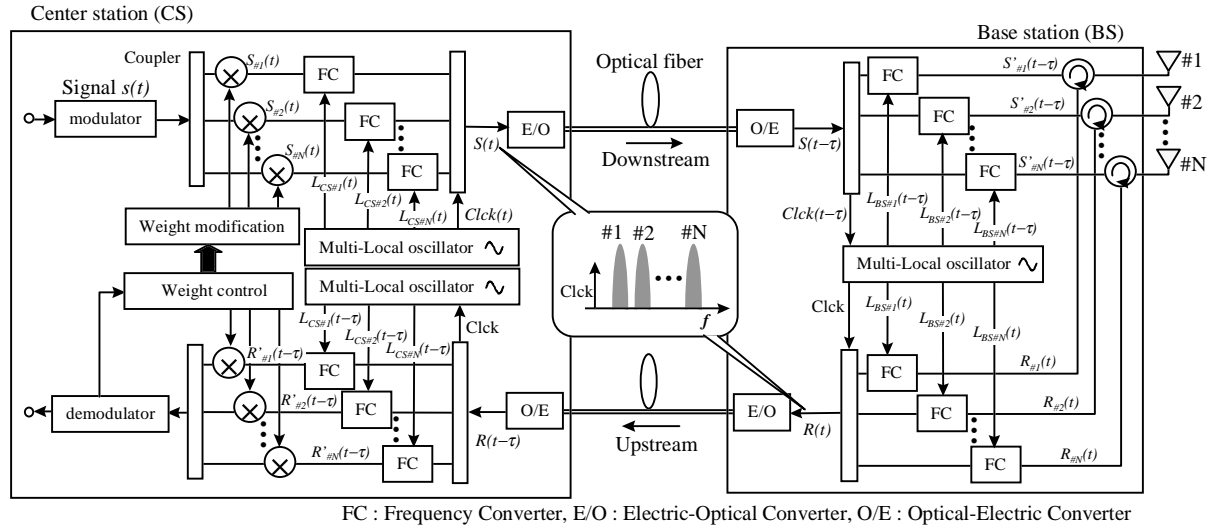 Center station (CS)
Base station (BS)
Coupler
Signal s(t)
modulator
S#1(t)
S#2(t)
S#N(t)
FC
FC
FC
LCS#1(t)
LCS#2(t)
LCS#N(t)
Clck(t)
S(t)
E/O
Optical fiber
Downstream
O/E
S(t−τ)
FC
FC
FC
S'#1(t−τ)
S'#2(t−τ)
S'#N(t−τ)
#1
#2
#N
Clck(t−τ)
LBS#1(t−τ)
LBS#2(t−τ)
LBS#N(t−τ)
Weight modification
Multi-Local oscillator
Multi-Local oscillator
Weight control
#1 #2 #N
Clck
f
Multi-Local oscillator
Clck
LBS#1(t)
LBS#2(t)
LBS#N(t)
LCS#1(t−τ)
LCS#2(t−τ)
LCS#N(t−τ)
Clck
R'#1(t−τ)
R'#2(t−τ)
R'#N(t−τ)
FC
FC
FC
demodulator
R(t−τ)
O/E
Upstream
E/O
R(t)
FC
FC
FC
R#1(t)
R#2(t)
R#N(t)
FC : Frequency Converter, E/O : Electric-Optical Converter, O/E : Optical-Electric Converter